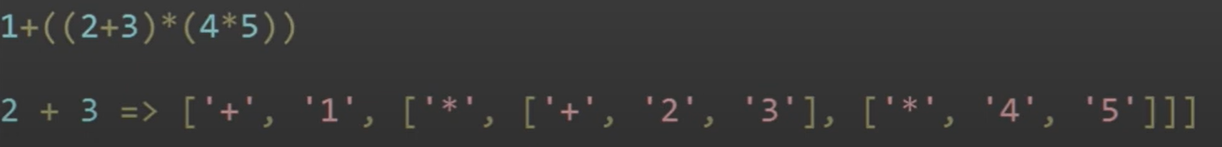 1+((2+3)*(4*5))
2 + 3 => ['+', '1', ['*', ['+', '2', '3'], ['*', '4', '5']]]